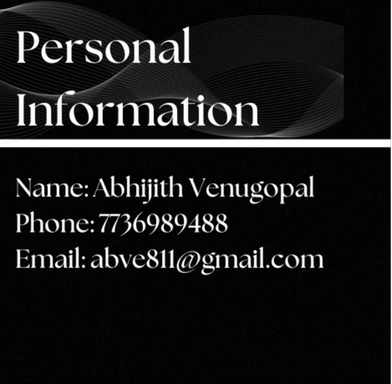 Personal
Information
Name: Abhijith Venugopal
Phone: 7736989488
Email: abve811@gmail.com